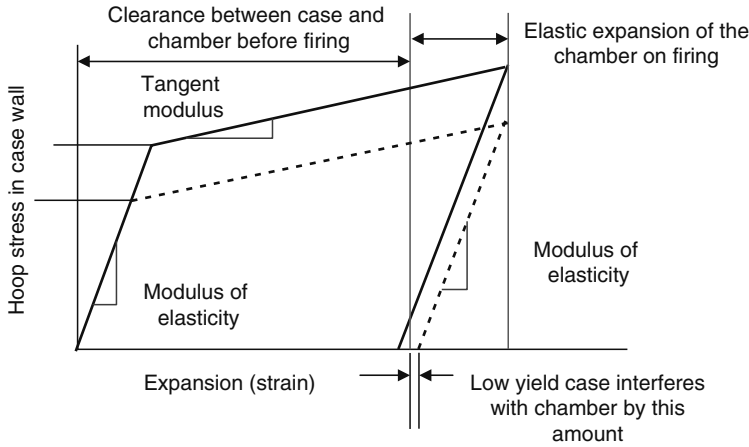 Clearance between case and
chamber before firing
Elastic expansion of the
chamber on firing
Tangent
modulus
Hoop stress in case wall
Modulus of
elasticity
Modulus of
elasticity
Expansion (strain)
Low yield case interferes
with chamber by this
amount